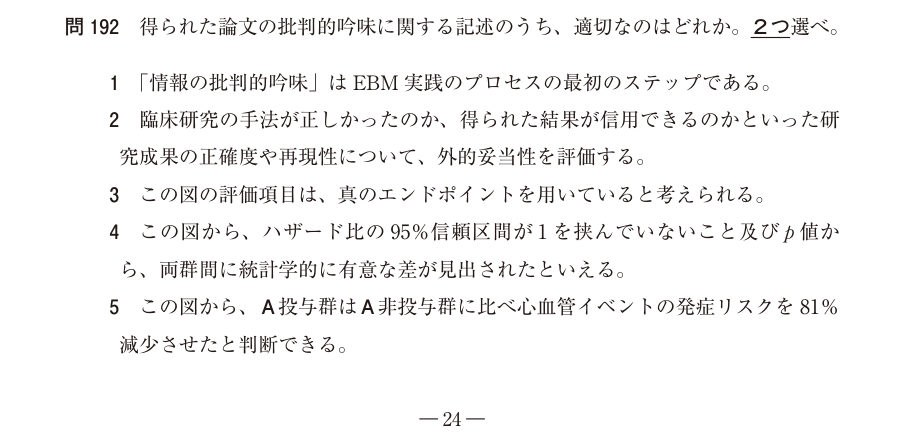 問 192 得られた論文の批判的吟味に関する記述のうち、適切なのはどれか。2つ選べ。
1 「情報の批判的吟味」は EBM 実践のプロセスの最初のステップである。
2 臨床研究の手法が正しかったのか、得られた結果が信用できるのかといった研
究成果の正確度や再現性について、外的妥当性を評価する。
3 この図の評価項目は、真のエンドポイントを用いていると考えられる。
4 この図から、ハザード比の 95%信頼区間が 1 を挟んでいないこと及び p 値か
ら、両群間に統計学的に有意な差が見出されたといえる。
5 この図から、A投与群はA非投与群に比べ心血管イベントの発症リスクを 81%
減少させたと判断できる。
― 24 ―